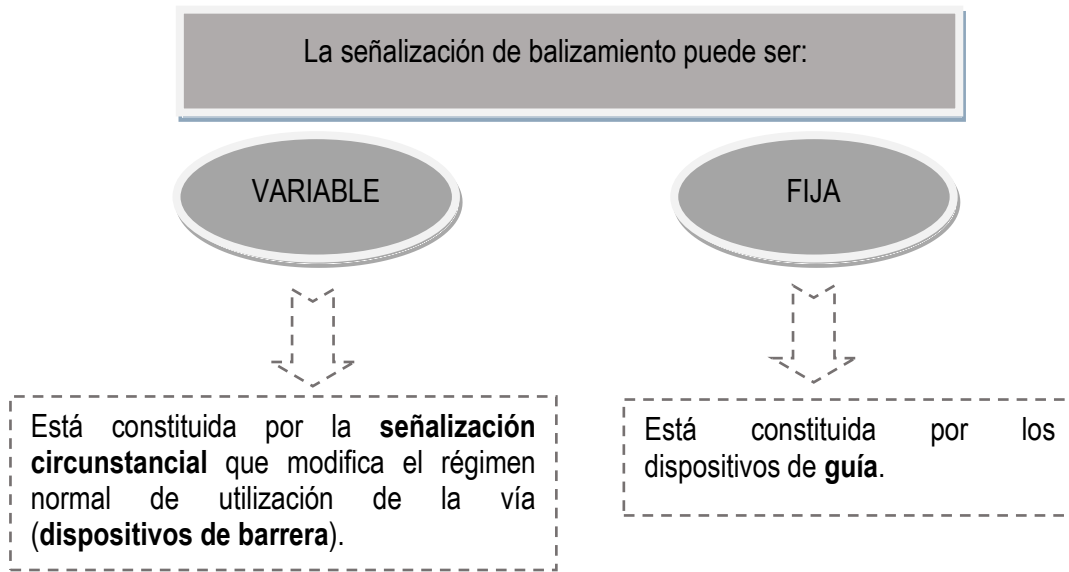 La señalización de balizamiento puede ser:
VARIABLE
FIJA
Está constituida por la señalización
circunstancial que modifica el régimen
normal de utilización de la vía
(dispositivos de barrera).
Está constituida por los
dispositivos de guía.